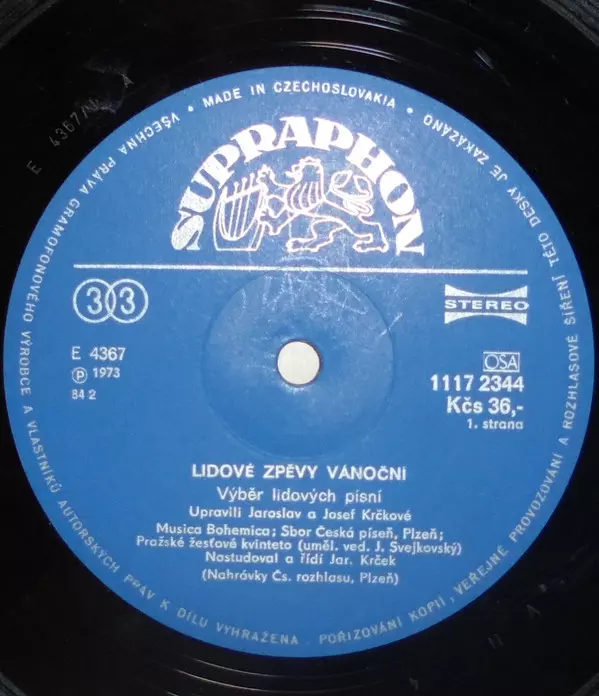 VŠECHNA PRÁVA GRAMOFONOVÉHO VÝROBCE A VLASTNÍKŮ AUTORSKÝCH PRÁV K DÍLU VYHRAŽENA. POŘIZOVÁNÍ KOPIÍ, VEŘEJNÉ PROVOZOVÁNÍ A ROZHLASOVÉ ŠÍŘENÍ TÉTO DESKY JE ZAKÁZÁNO • MADE IN CZECHOSLOVAKIA •
E 4367/
SUPRAPHON
33
STEREO
E 4367
Ⓟ 1973
84 2
OSA
1117 2344
Kčs 36,-
1. strana
LIDOVÉ ZPĚVY VÁNOČNÍ
Výběr lidových písní
Upravili Jaroslav a Josef Krčkové
Musica Bohemica; Sbor Česká píseň, Plzeň;
Pražské žesťové kvinteto (uměl. ved. J. Svejkovský)
Nastudoval a řídí Jar. Krček
(Nahrávky Čs. rozhlasu, Plzeň)